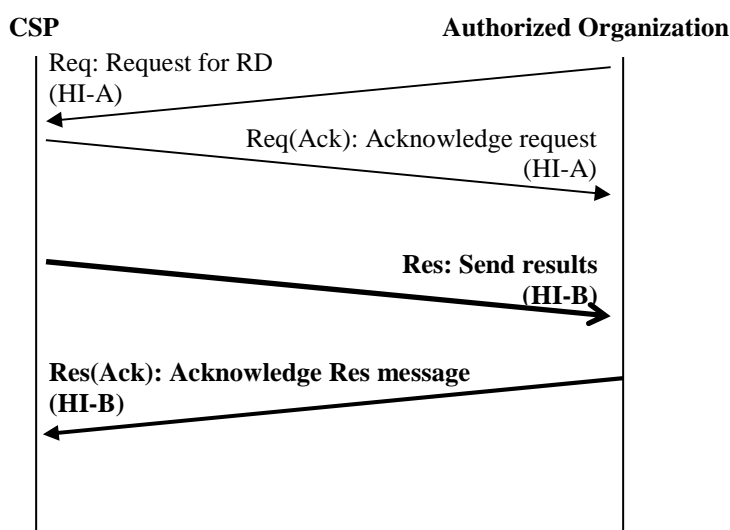 CSP
Authorized Organization
Req: Request for RD
(HI-A)
Req(Ack): Acknowledge request
(HI-A)
Res: Send results
(HI-B)
Res(Ack): Acknowledge Res message
(HI-B)